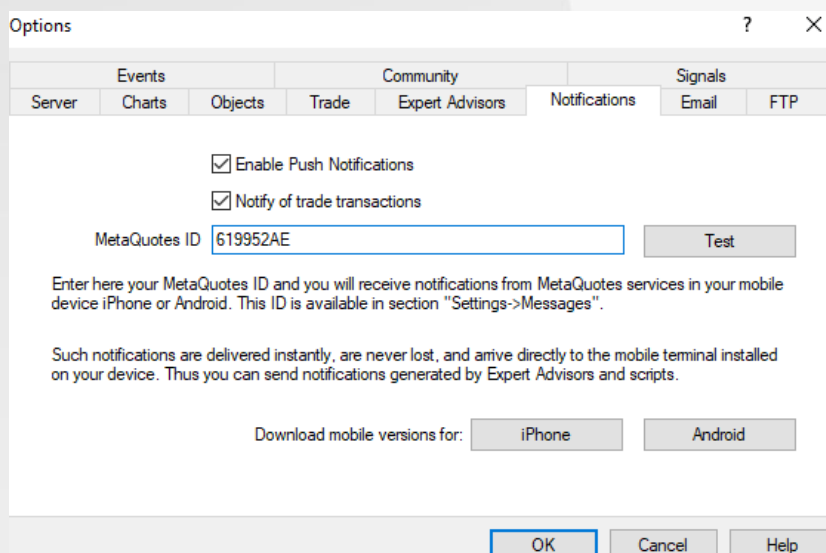 Options
?
Events Community Signals
Server Charts Objects Trade Expert Advisors Notifications Email FTP
Enable Push Notifications
Notify of trade transactions
MetaQuotes ID 619952AE Test
Enter here your MetaQuotes ID and you will receive notifications from MetaQuotes services in your mobile
device iPhone or Android. This ID is available in section "Settings->Messages".
Such notifications are delivered instantly, are never lost, and arrive directly to the mobile terminal installed
on your device. Thus you can send notifications generated by Expert Advisors and scripts.
Download mobile versions for: iPhone Android
OK Cancel Help